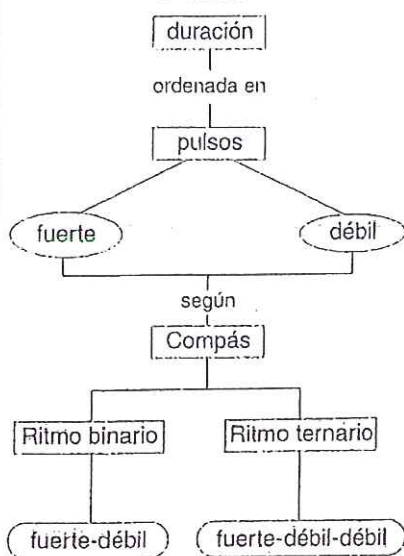 duración
ordenada en
pulsos
fuerte débil
según
Compás
Ritmo binario Ritmo ternario
fuerte-débil fuerte-débil-débil